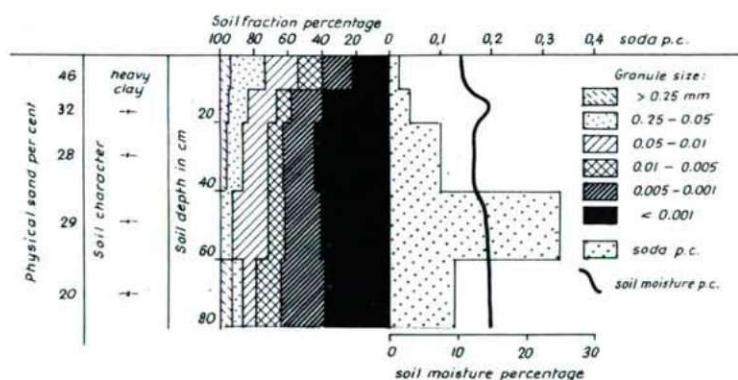 Soil fraction percentage
100 80 60 40 20 0 0,1 0,2 0,3 0,4 soda p.c.
Physical sand per cent
46
32
28
29
20
Soil character
heavy
clay
Soil depth in cm
20
40
60
80
Granule size:
> 0.25 mm
0.25 - 0.05
0.05 - 0.01
0.01 - 0.005
0.005 - 0.001
< 0.001
soda p.c.
soil moisture p.c.
0 10 20 30
soil moisture percentage